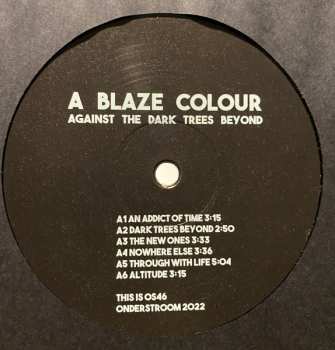 A BLAZE COLOUR
AGAINST THE DARK TREES BEYOND
A1 AN ADDICT OF TIME 3:15
A2 DARK TREES BEYOND 2:50
A3 THE NEW ONES 3:33
A4 NOWHERE ELSE 3:36
A5 THROUGH WITH LIFE 5:04
A6 ALTITUDE 3:15
THIS IS OS46
ONDERSTROOM 2022